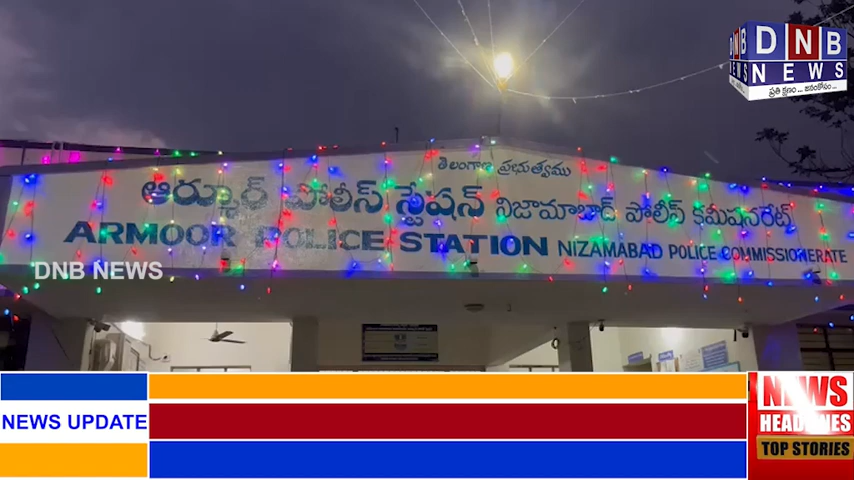 DNB
NEWS
ప్రతి క్షణం ... జనంకోసం ...
తెలంగాణ ప్రభుత్వము
ఆర్మూర్ పోలీస్ స్టేషన్ నిజామాబాద్ పోలీస్ కమీషనరేట్
ARMOOR POLICE STATION NIZAMABAD POLICE COMMISSIONERATE
DNB NEWS
NEWS UPDATE
NEWS
HEADLINES
TOP STORIES